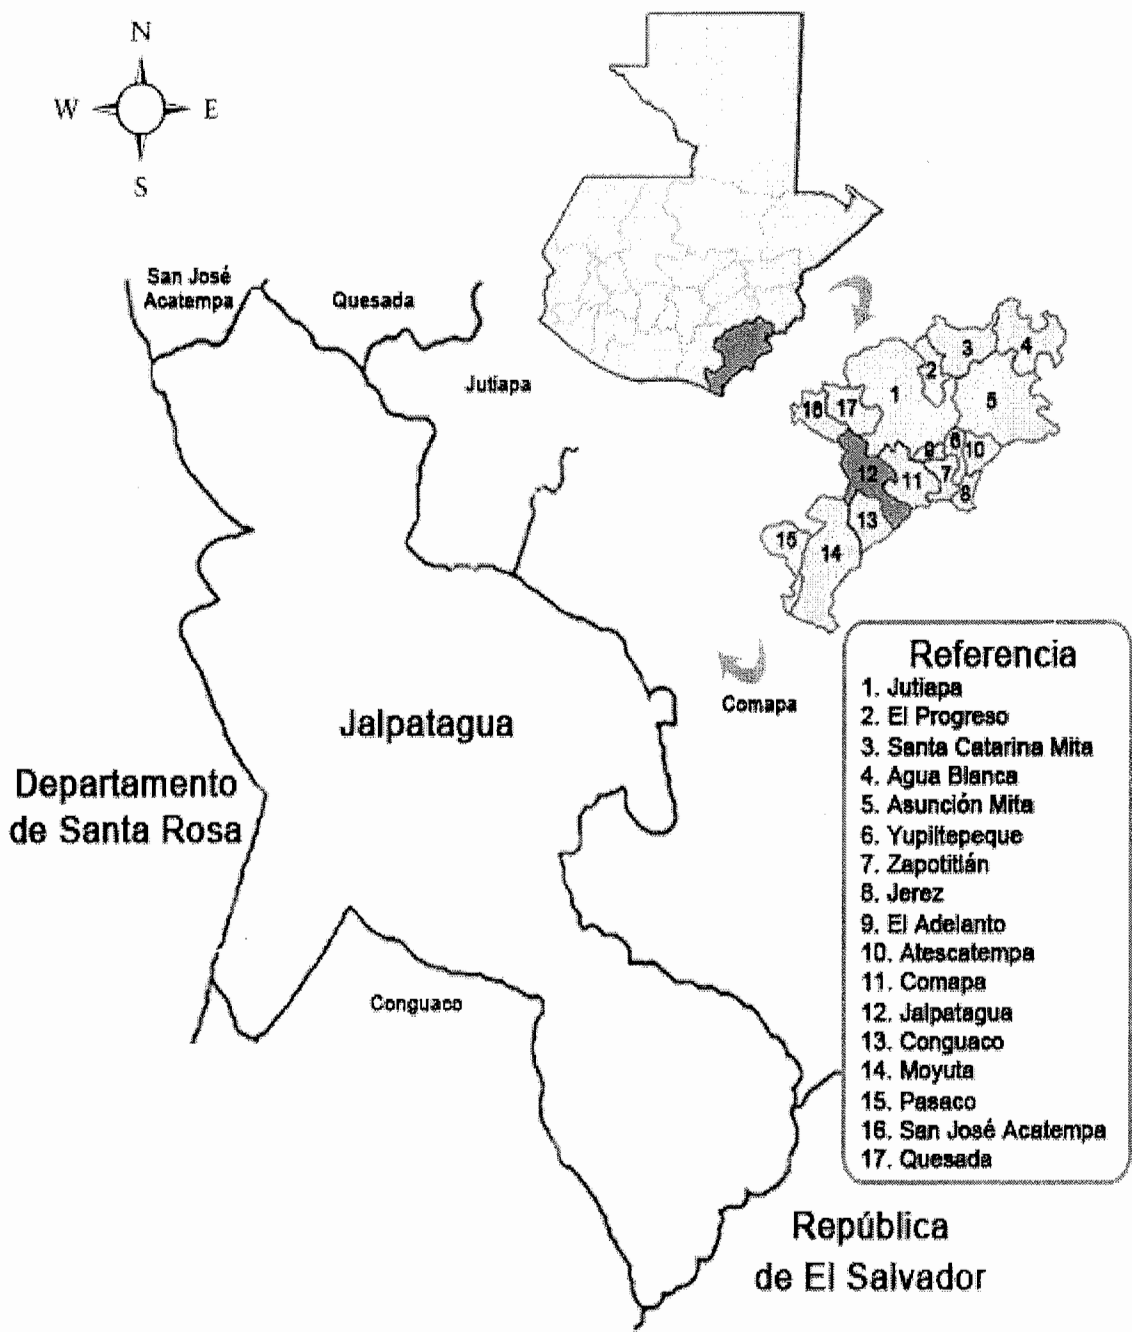 N
W E
S
San José
Acatempa
Quesada
Jutiapa
1
2
3
4
5
16
17
9
6
10
12
11
7
8
13
15
14
Comapa
Jalpatagua
Departamento
de Santa Rosa
Conguaco
República
de El Salvador
Referencia
1. Jutiapa
2. El Progreso
3. Santa Catarina Mita
4. Agua Blanca
5. Asunción Mita
6. Yupiltepeque
7. Zapotitlán
8. Jerez
9. El Adelanto
10. Atescatempa
11. Comapa
12. Jalpatagua
13. Conguaco
14. Moyuta
15. Pasaco
16. San José Acatempa
17. Quesada